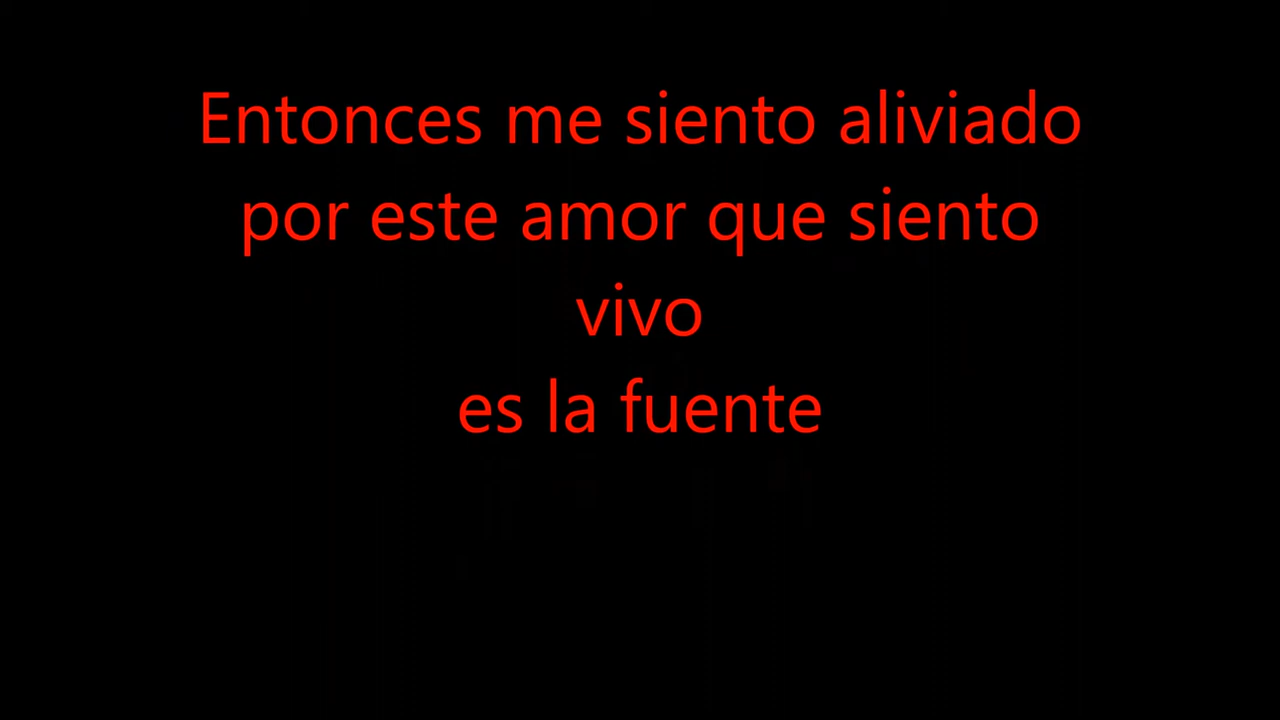 Entonces me siento aliviado
por este amor que siento
vivo
es la fuente